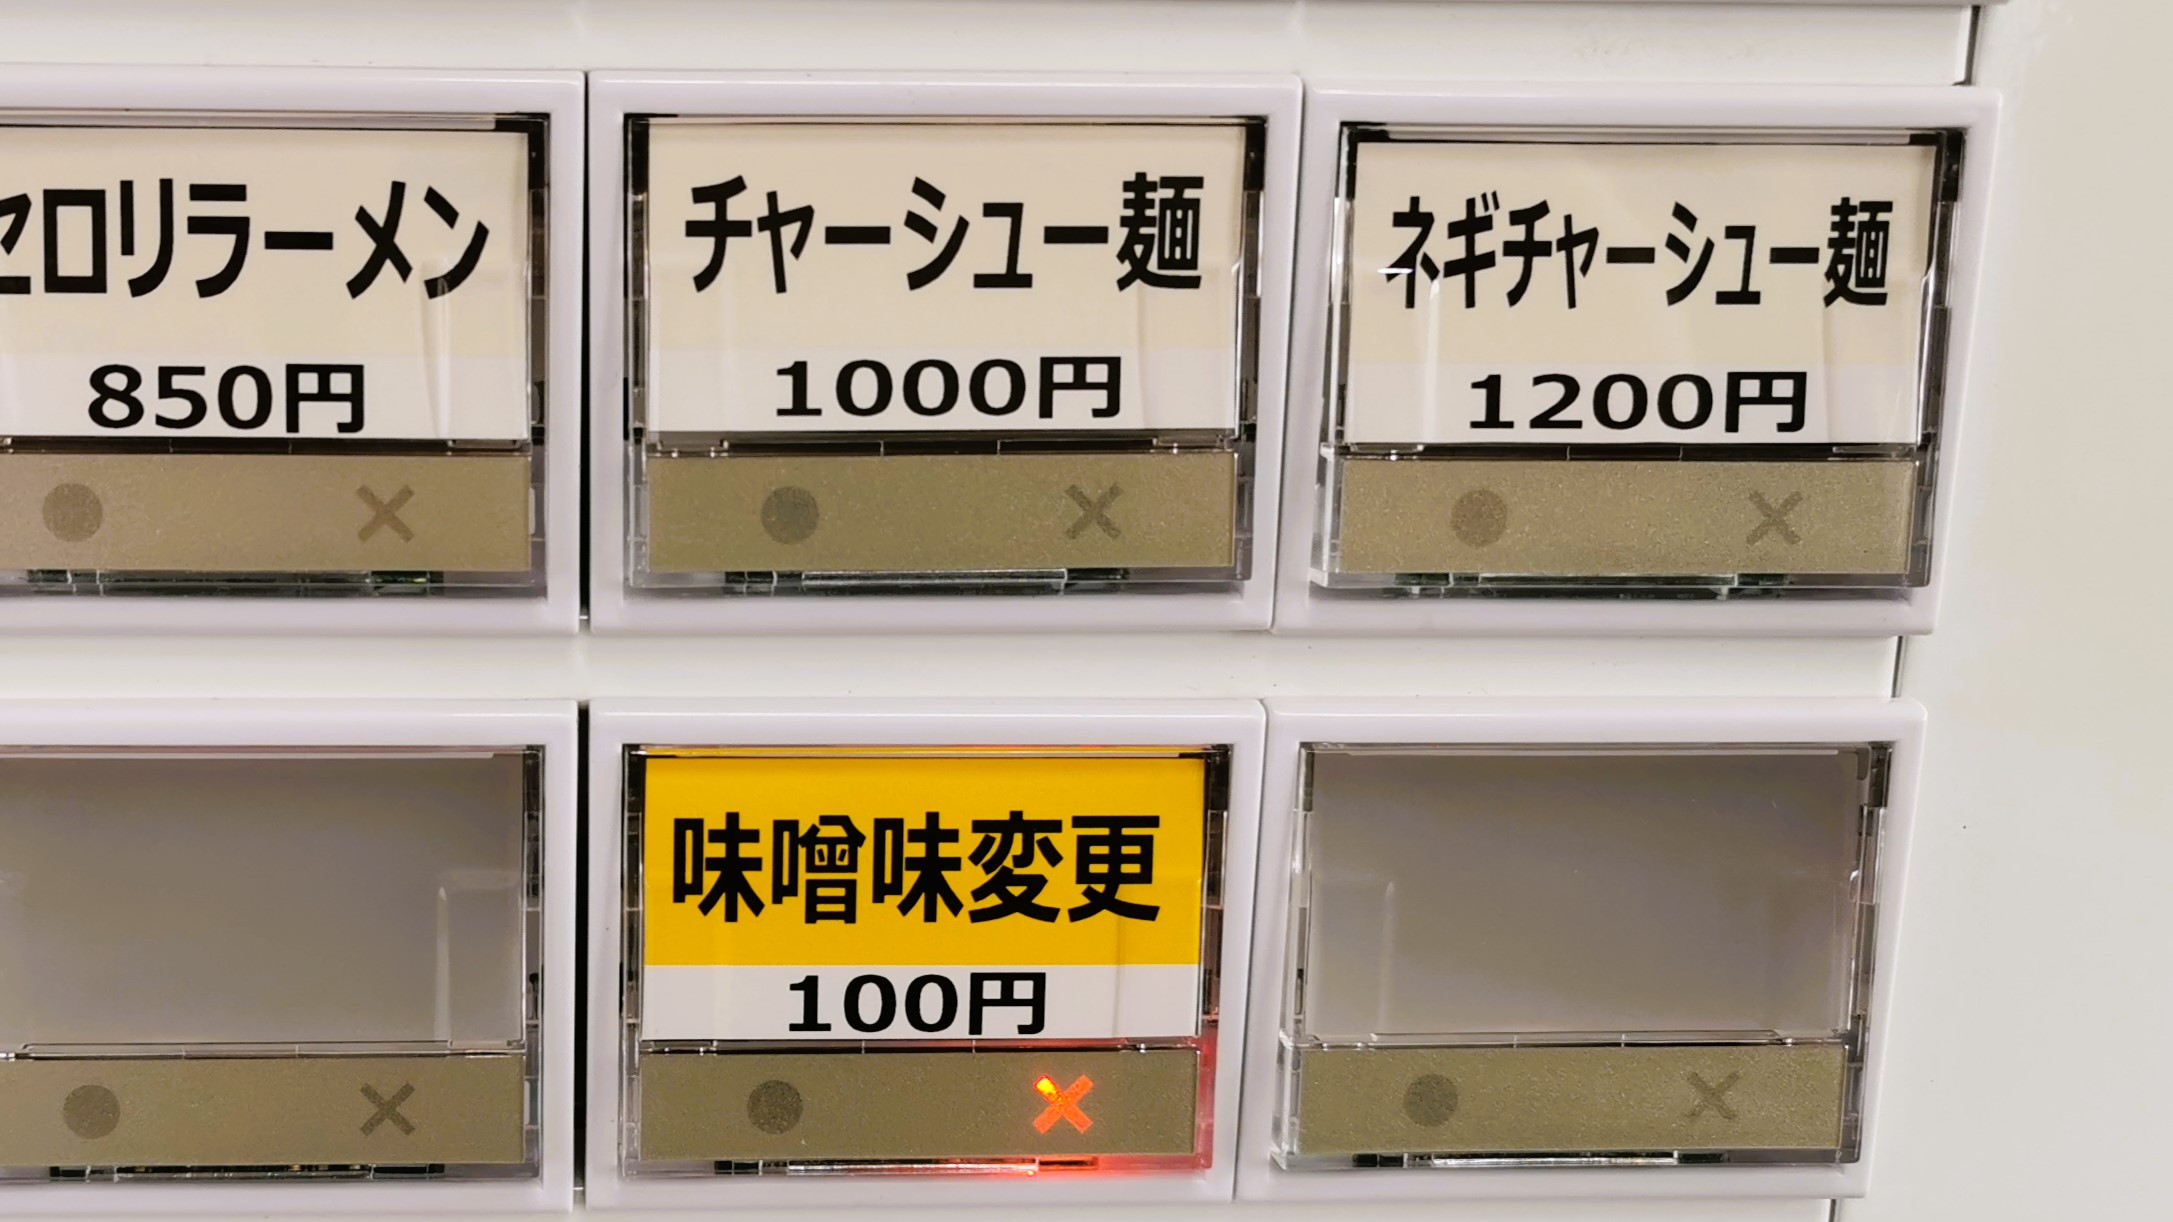 セロリラーメン
850円
チャーシュー麺
1000円
ネギチャーシュー麺
1200円
味噌味変更
100円